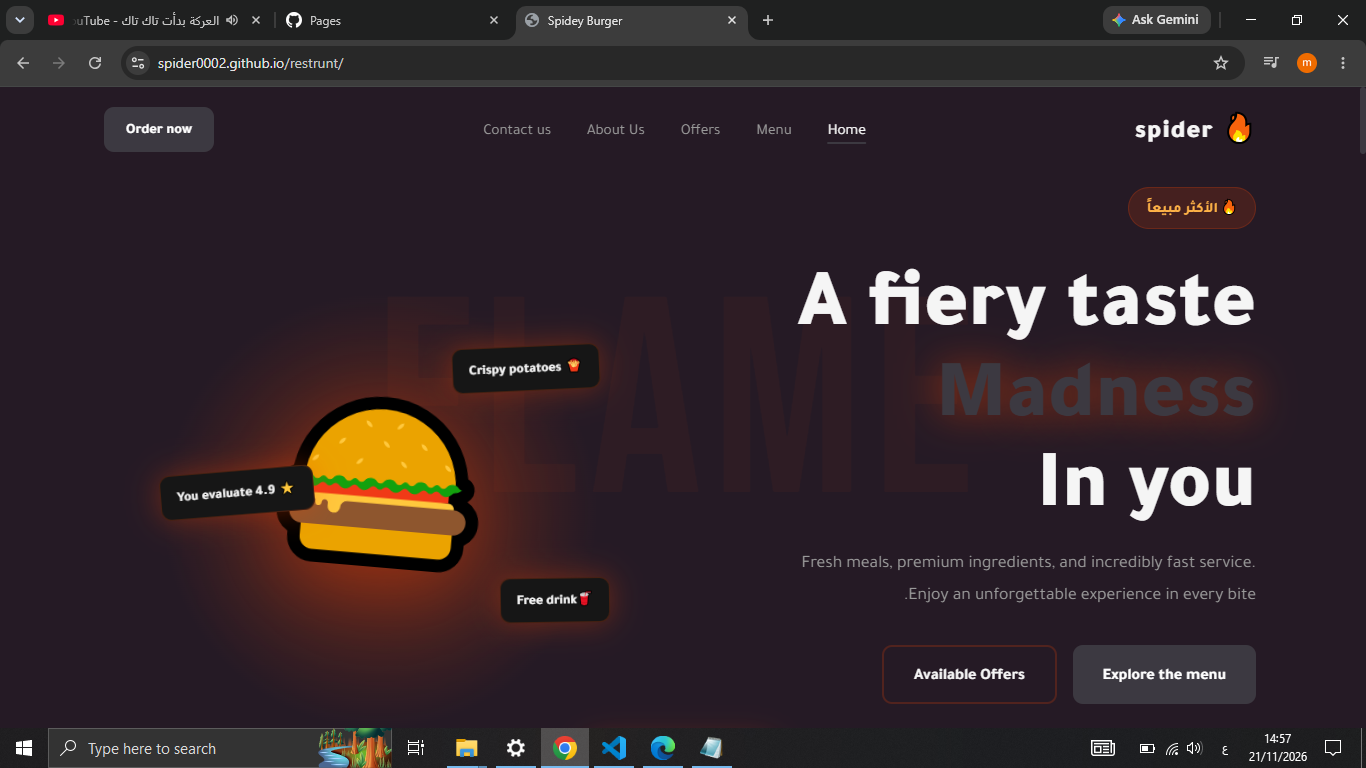 العركة بدأت تاك تاك - uTube
Pages
Spidey Burger
Ask Gemini
spider0002.github.io/restrunt/
m
Order now
Contact us
About Us
Offers
Menu
Home
spider
الأكثر مبيعاً
A fiery taste
Madness
In you
FLAME
Crispy potatoes
You evaluate 4.9
Free drink
Fresh meals, premium ingredients, and incredibly fast service.
.Enjoy an unforgettable experience in every bite
Available Offers
Explore the menu
Type here to search
ع
14:57
21/11/2026